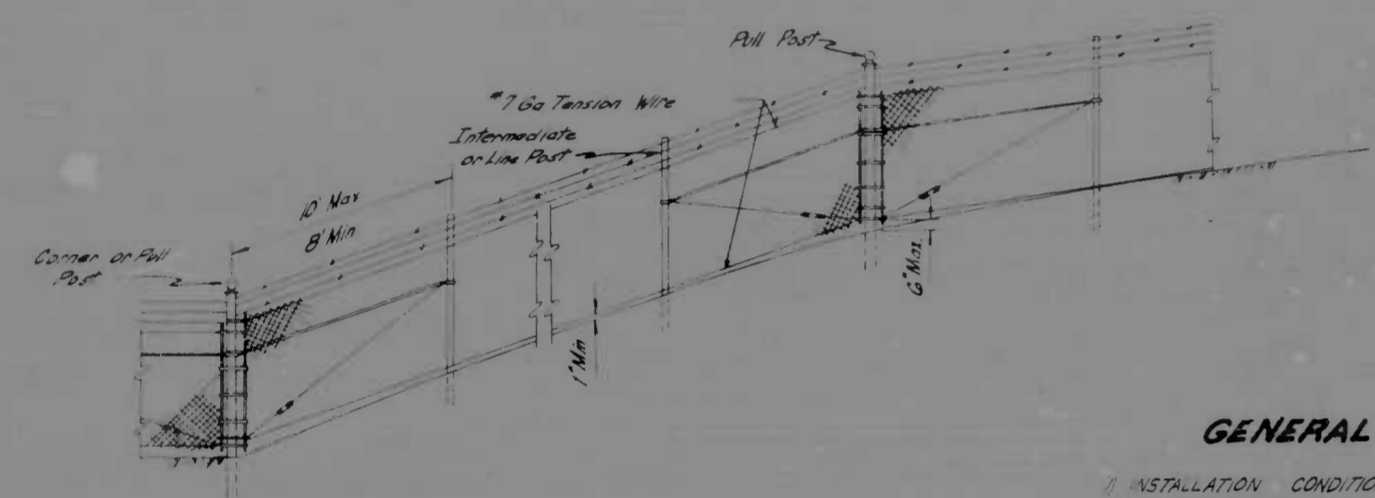 Pull Post
#7 Ga Tension Wire
Intermediate
or Line Post
10' Max
8' Min
Corner or Pull
Post
6" Max
1" Min
GENERAL
INSTALLATION CONDITIO